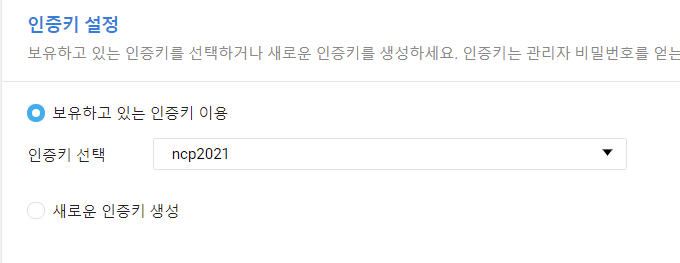 인증키 설정
보유하고 있는 인증키를 선택하거나 새로운 인증키를 생성하세요. 인증키는 관리자 비밀번호를 얻는
보유하고 있는 인증키 이용
인증키 선택 ncp2021
새로운 인증키 생성